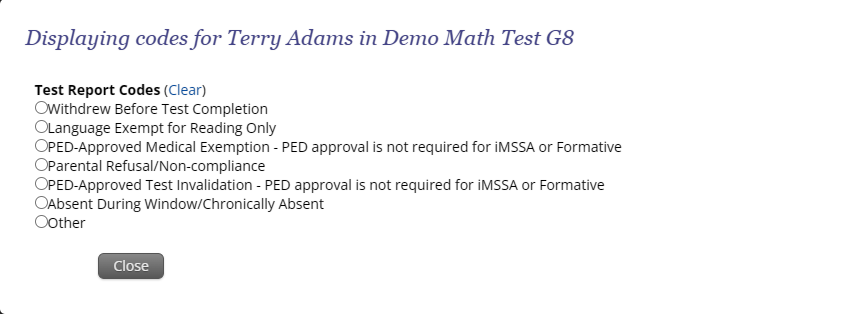 Displaying codes for Terry Adams in Demo Math Test G8
Test Report Codes (Clear)
Withdrew Before Test Completion
Language Exempt for Reading Only
PED-Approved Medical Exemption - PED approval is not required for iMSSA or Formative
Parental Refusal/Non-compliance
PED-Approved Test Invalidation - PED approval is not required for iMSSA or Formative
Absent During Window/Chronically Absent
Other
Close